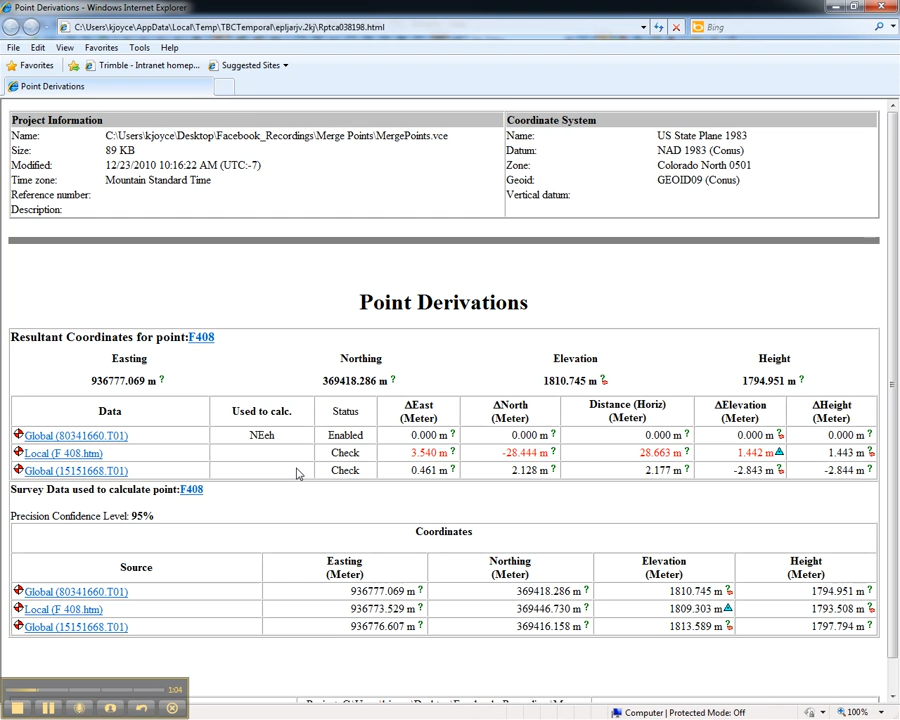 Point Derivations - Windows Internet Explorer
C:\Users\kjoyce\AppData\Local\Temp\TBCTemporal\epljarjv.2kj\Rptca038198.html
Bing
File Edit View Favorites Tools Help
Favorites Trimble - Intranet homep... Suggested Sites
Point Derivations
Project Information Coordinate System
Name: C:\Users\kjoyce\Desktop\Facebook_Recordings\Merge Points\MergePoints.vce Name: US State Plane 1983
Size: 89 KB Datum: NAD 1983 (Conus)
Modified: 12/23/2010 10:16:22 AM (UTC:-7) Zone: Colorado North 0501
Time zone: Mountain Standard Time Geoid: GEOID09 (Conus)
Reference number: Vertical datum:
Description:
Point Derivations
Resultant Coordinates for point:F408
Easting Northing Elevation Height
936777.069 m ? 369418.286 m ? 1810.745 m ? 1794.951 m ?
Data Used to calc. Status ΔEast (Meter) ΔNorth (Meter) Distance (Horiz) (Meter) ΔElevation (Meter) ΔHeight (Meter)
Global (80341660.T01) NEeh Enabled 0.000 m ? 0.000 m ? 0.000 m ? 0.000 m ? 0.000 m ?
Local (F 408.htm) Check 3.540 m ? -28.444 m ? 28.663 m ? 1.442 m 1.443 m ?
Global (15151668.T01) Check 0.461 m ? 2.128 m ? 2.177 m ? -2.843 m ? -2.844 m ?
Survey Data used to calculate point:F408
Precision Confidence Level: 95%
Coordinates
Source Easting (Meter) Northing (Meter) Elevation (Meter) Height (Meter)
Global (80341660.T01) 936777.069 m ? 369418.286 m ? 1810.745 m ? 1794.951 m ?
Local (F 408.htm) 936773.529 m ? 369446.730 m ? 1809.303 m 1793.508 m ?
Global (15151668.T01) 936776.607 m ? 369416.158 m ? 1813.589 m ? 1797.794 m ?
1:04
Computer | Protected Mode: Off 100%